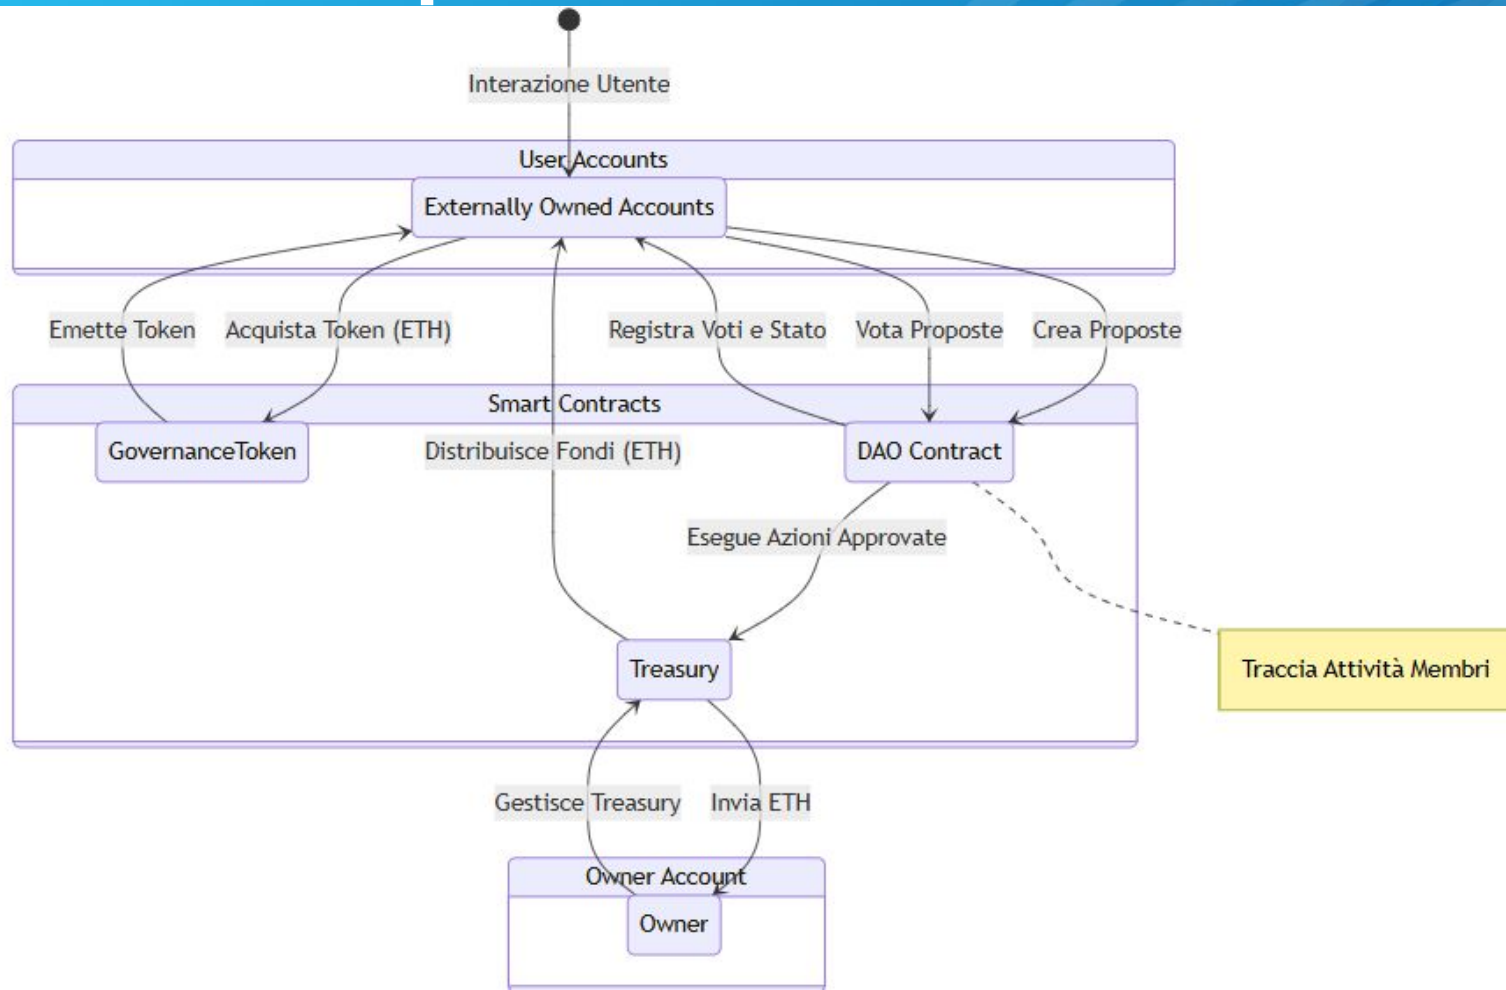 Interazione Utente
User Accounts
Externally Owned Accounts
Emette Token
Acquista Token (ETH)
Registra Voti e Stato
Vota Proposte
Crea Proposte
Smart Contracts
GovernanceToken
Distribuisce Fondi (ETH)
DAO Contract
Esegue Azioni Approvate
Treasury
Traccia Attività Membri
Gestisce Treasury
Invia ETH
Owner Account
Owner